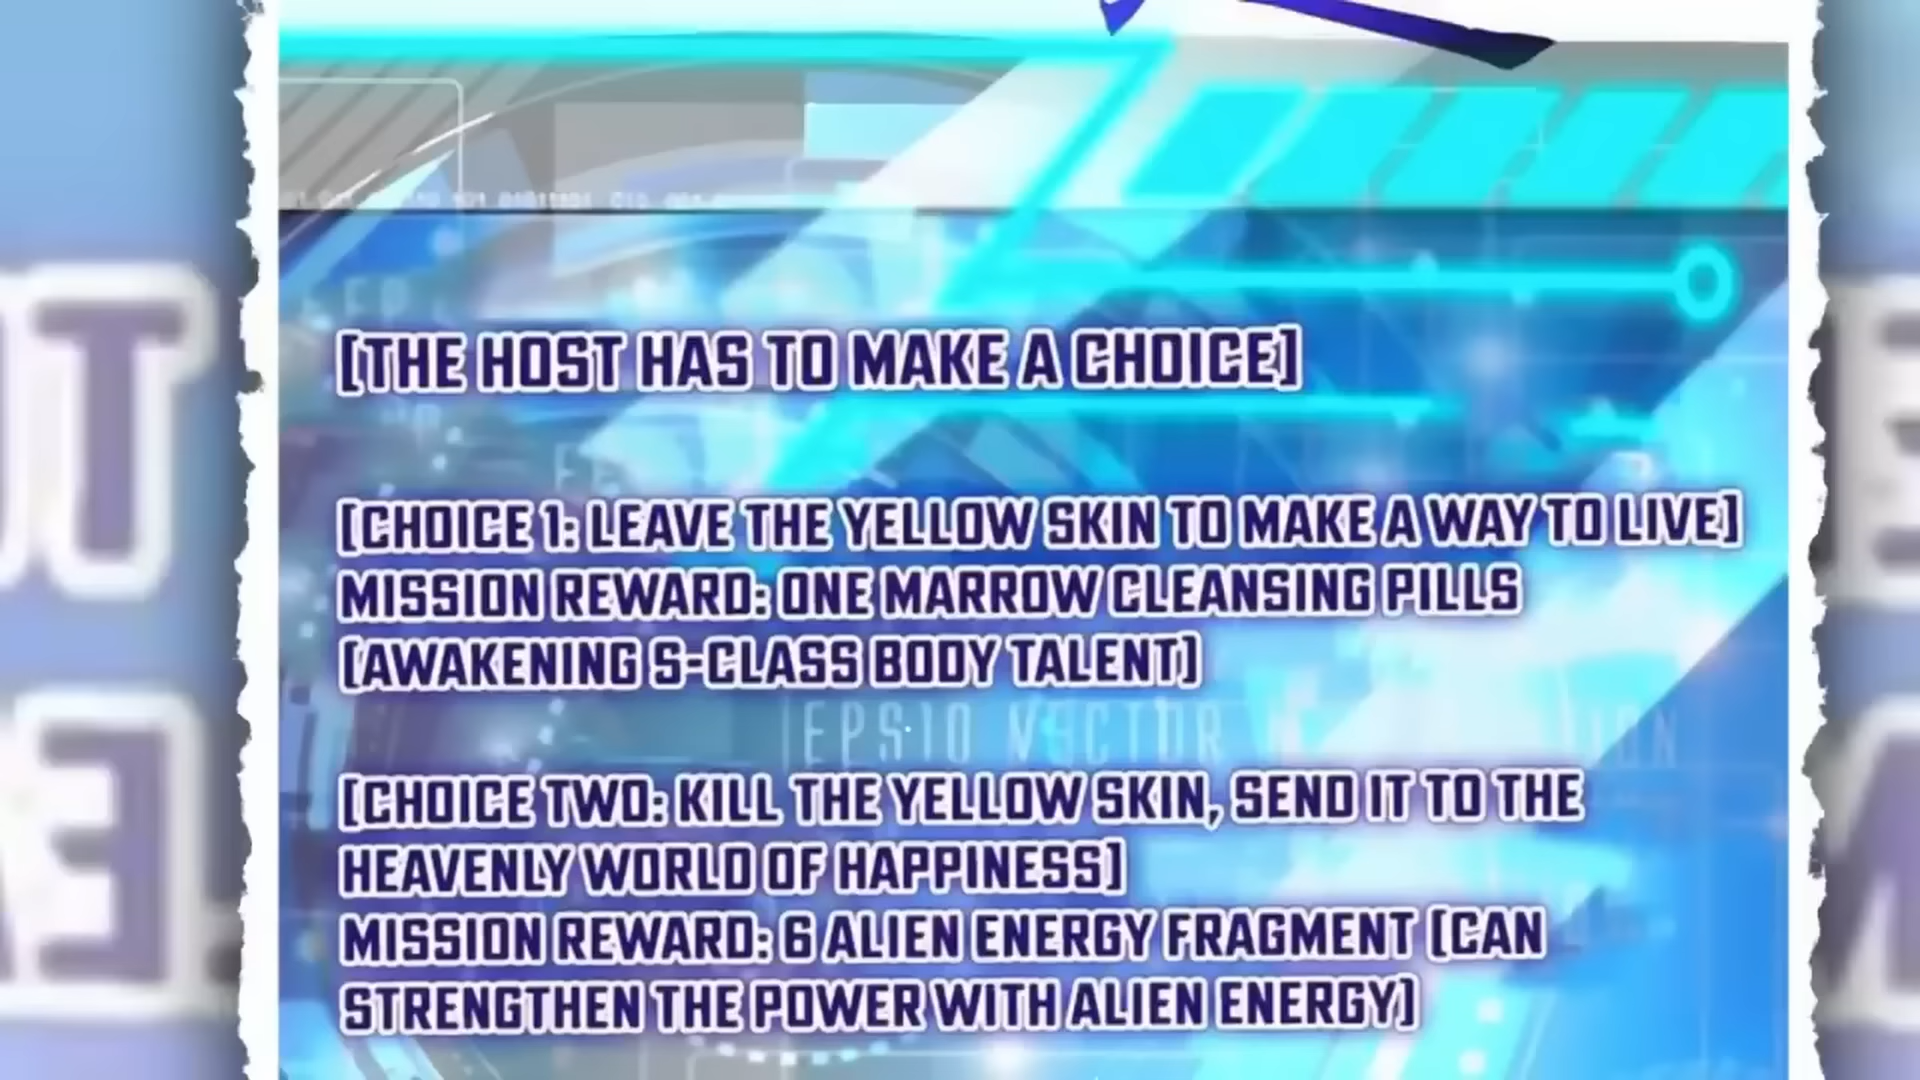 [THE HOST HAS TO MAKE A CHOICE]
[CHOICE 1: LEAVE THE YELLOW SKIN TO MAKE A WAY TO LIVE]
MISSION REWARD: ONE MARROW CLEANSING PILLS
[AWAKENING S-CLASS BODY TALENT]
EPS10 VECTOR
[CHOICE TWO: KILL THE YELLOW SKIN, SEND IT TO THE
HEAVENLY WORLD OF HAPPINESS]
MISSION REWARD: 6 ALIEN ENERGY FRAGMENT [CAN
STRENGTHEN THE POWER WITH ALIEN ENERGY]